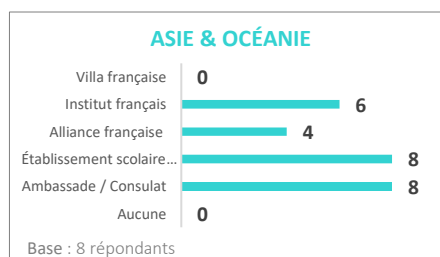 ASIE & OCÉANIE
Villa française 0
Institut français 6
Alliance française 4
Établissement scolaire... 8
Ambassade / Consulat 8
Aucune 0
Base : 8 répondants